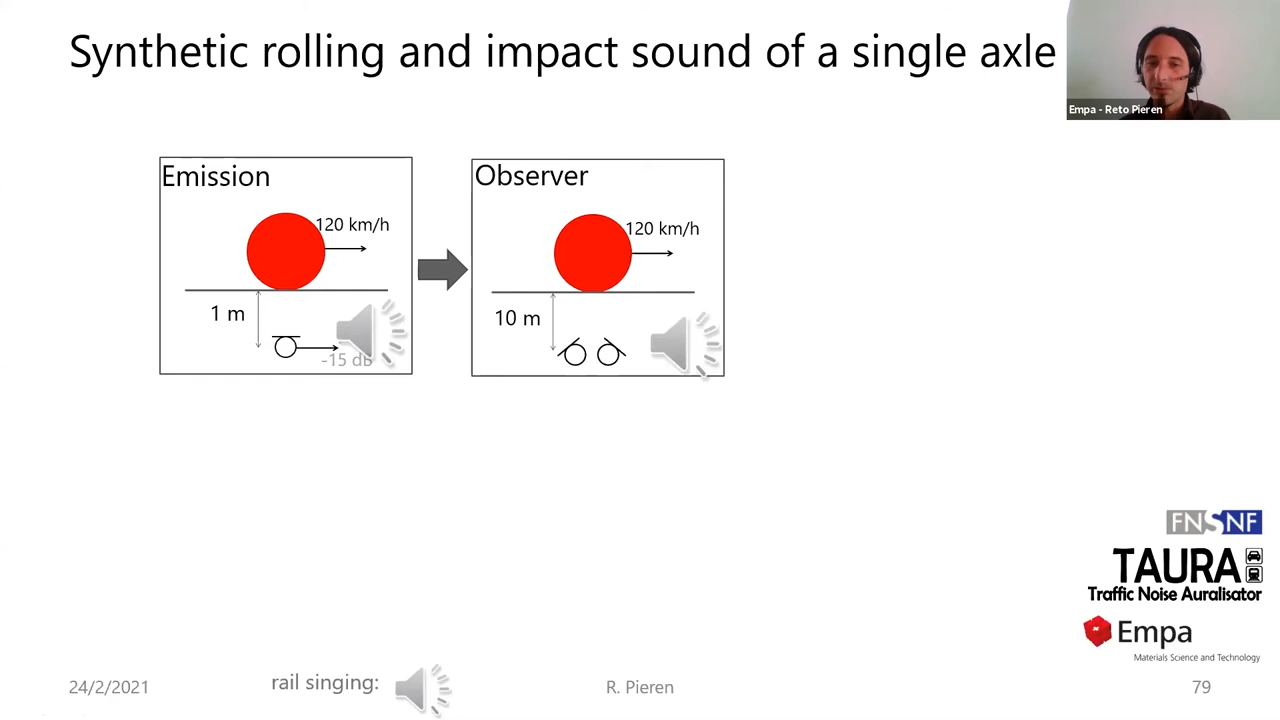 Synthetic rolling and impact sound of a single axle
Empa - Reto Pieren
Emission
120 km/h
1 m
-15 dB
Observer
120 km/h
10 m
FNSNF
TAURA
Traffic Noise Auralisator
Empa
Materials Science and Technology
24/2/2021
rail singing:
R. Pieren
79